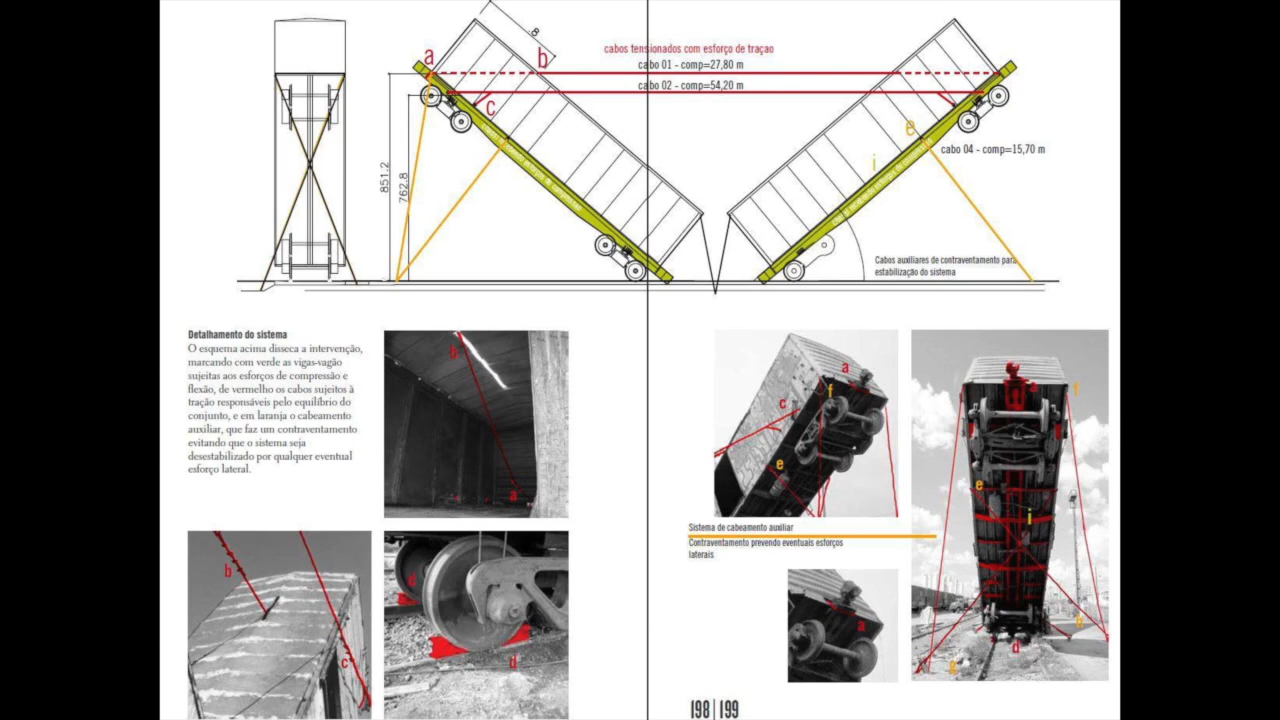 8
a
b
cabos tensionados com esforço de traçao
cabo 01 - comp=27,80 m
cabo 02 - comp=54,20 m
c
e
cabo 04 - comp=15,70 m
i
851.2
762.8
Cabos auxiliares de contraventamento para
estabilização do sistema
Detalhamento do sistema
O esquema acima disseca a intervenção,
marcando com verde as vigas-vagão
sujeitas aos esforços de compressão e
flexão, de vermelho os cabos sujeitos à
tração responsáveis pelo equilíbrio do
conjunto, e em laranja o cabeamento
auxiliar, que faz um contraventamento
evitando que o sistema seja
desestabilizado por qualquer eventual
esforço lateral.
b
a
a
f
c
e
a
f
e
i
g
d
Sistema de cabeamento auxiliar
Contraventamento prevendo eventuais esforços
laterais
b
c
d
d
a
198|199